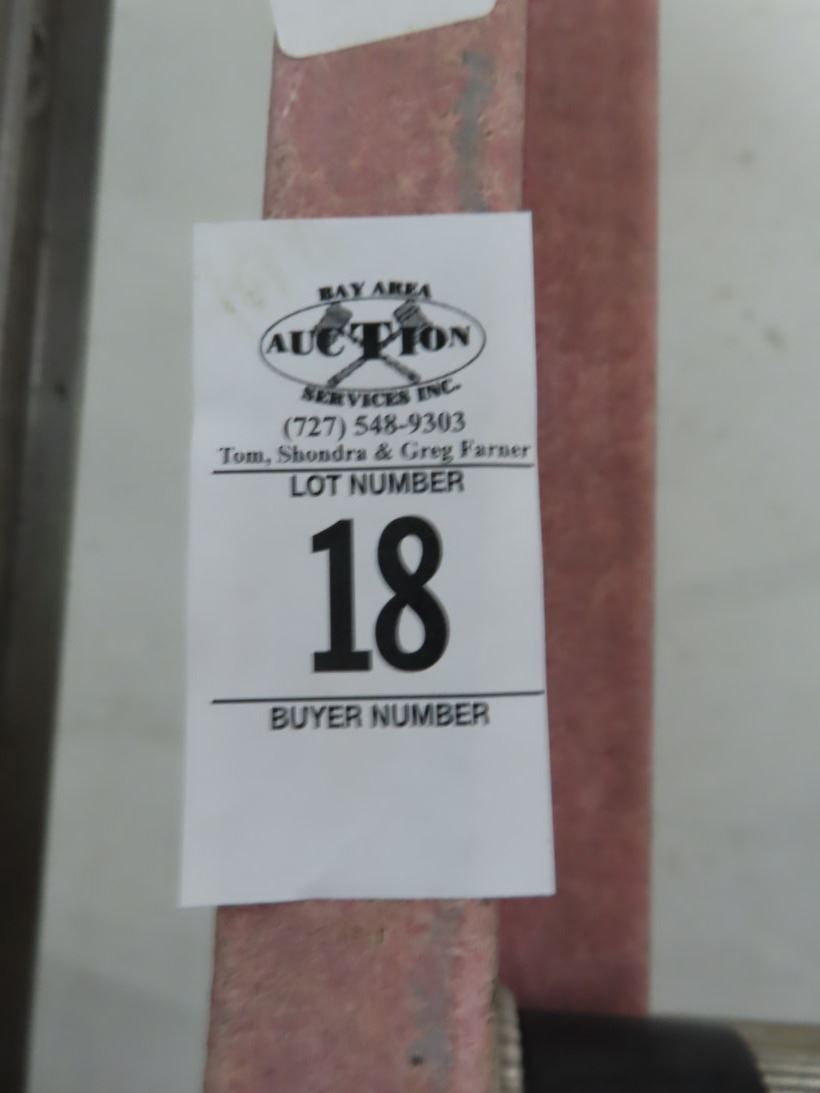 BAY AREA
AUCTION
SERVICES INC.
(727) 548-9303
Tom, Shondra & Greg Farner
LOT NUMBER
18
BUYER NUMBER